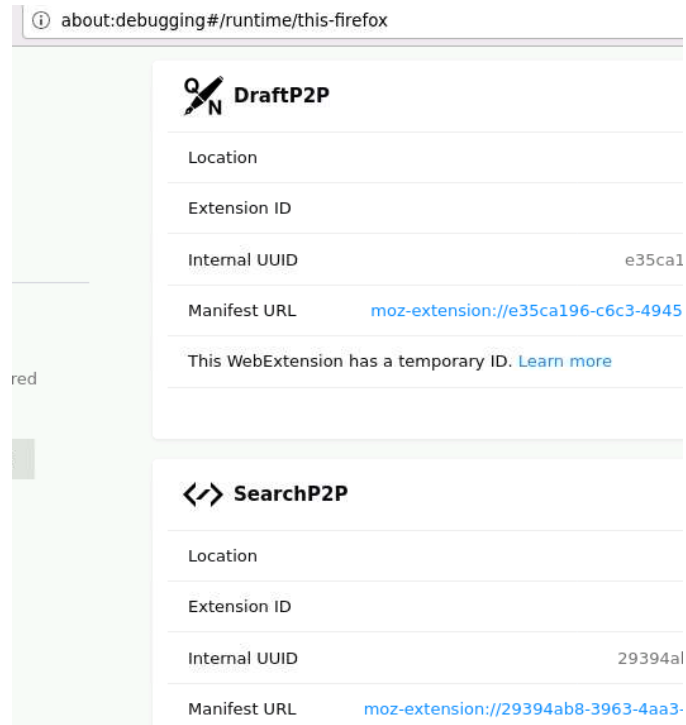 about:debugging#/runtime/this-firefox
Q N DraftP2P
Location
Extension ID
Internal UUID e35ca1
Manifest URL moz-extension://e35ca196-c6c3-4945
This WebExtension has a temporary ID. Learn more
red
SearchP2P
Location
Extension ID
Internal UUID 29394a
Manifest URL moz-extension://29394ab8-3963-4aa3-